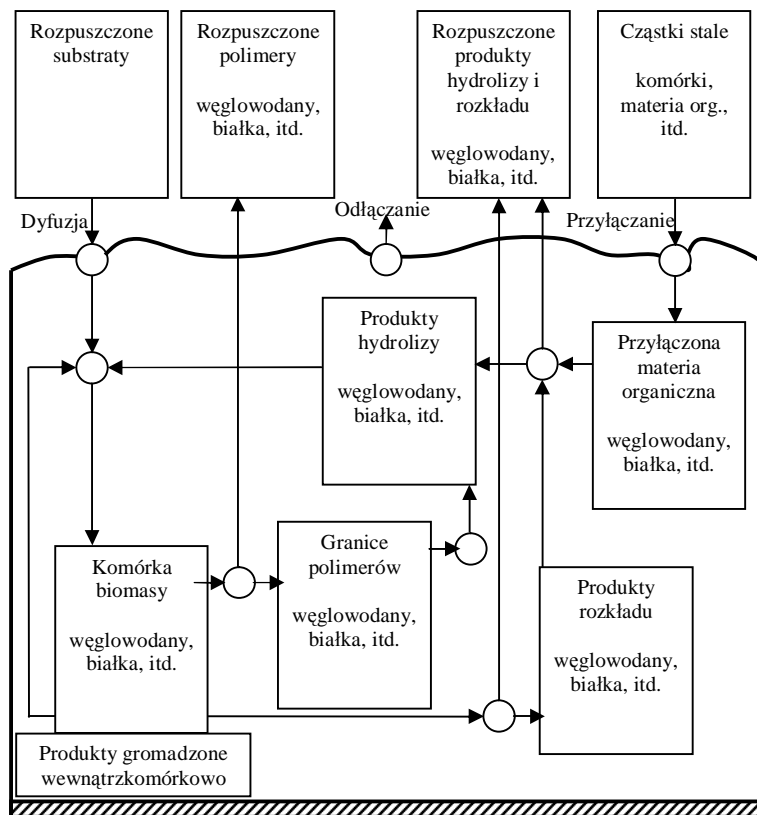 Rozpuszczone
substraty
Rozpuszczone
polimery
węglowodany,
białka, itd.
Rozpuszczone
produkty
hydrolizy i
rozkładu
węglowodany,
białka, itd.
Cząstki stale
komórki,
materia org.,
itd.
Dyfuzja
Odłączanie
Przyłączanie
Produkty
hydrolizy
węglowodany,
białka, itd.
Przyłączona
materia
organiczna
węglowodany,
białka, itd.
Komórka
biomasy
węglowodany,
białka, itd.
Granice
polimerów
węglowodany,
białka, itd.
Produkty
rozkładu
węglowodany,
białka, itd.
Produkty gromadzone
wewnątrzkomórkowo